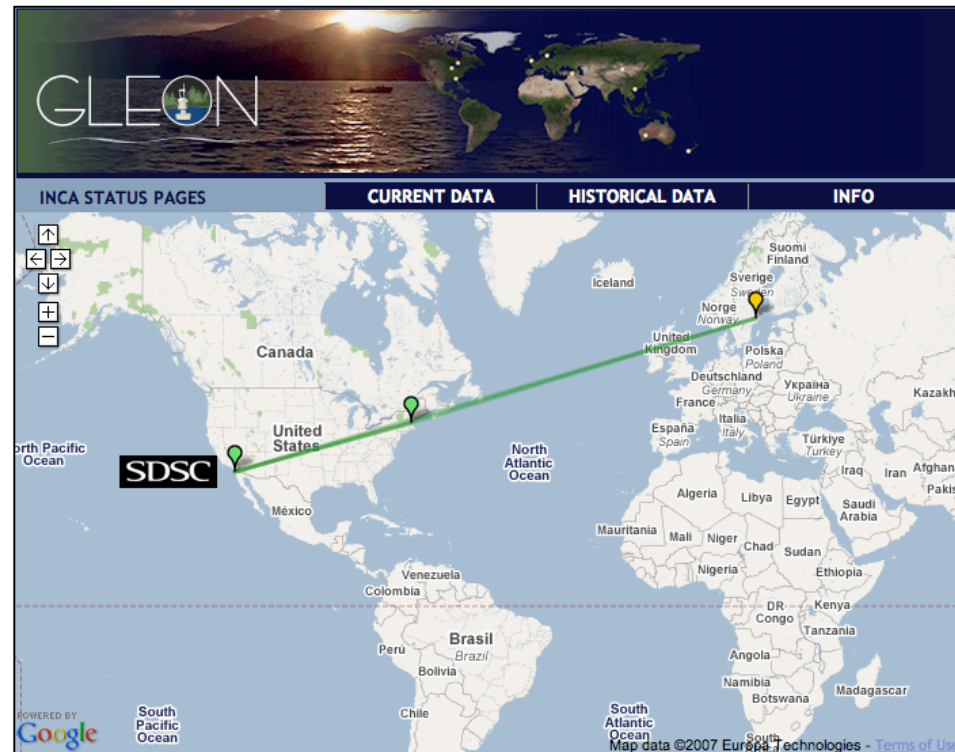 GLEON
INCA STATUS PAGES
CURRENT DATA
HISTORICAL DATA
INFO
Suomi
Finland
Sverige
Iceland
Norge
Norway
United
Kingdom
Canada
Polska
Poland
Deutschland
Germany
Україна
Ukraine
France
Kazakh
United
States
España
Spain
Italia
Italy
Türkiye
Turkey
orth Pacific
Ocean
SDSC
North
Atlantic
Ocean
Iraq
Iran
Afghan
Pakis
México
Algeria
Libya
Egypt
Saudi
Arabia
Mauritania
Mali
Niger
Chad
Sudan
Nigeria
Ethiopia
Venezuela
Colombia
DR
Congo
Kenya
Tanzania
Brasil
Brazil
Perú
Bolivia
Angola
Namibia
Botswana
Madagascar
Chile
South
Pacific
Ocean
South
Atlantic
Ocean
South
POWERED BY
Google
Map data ©2007 Europa Technologies - Terms of Us